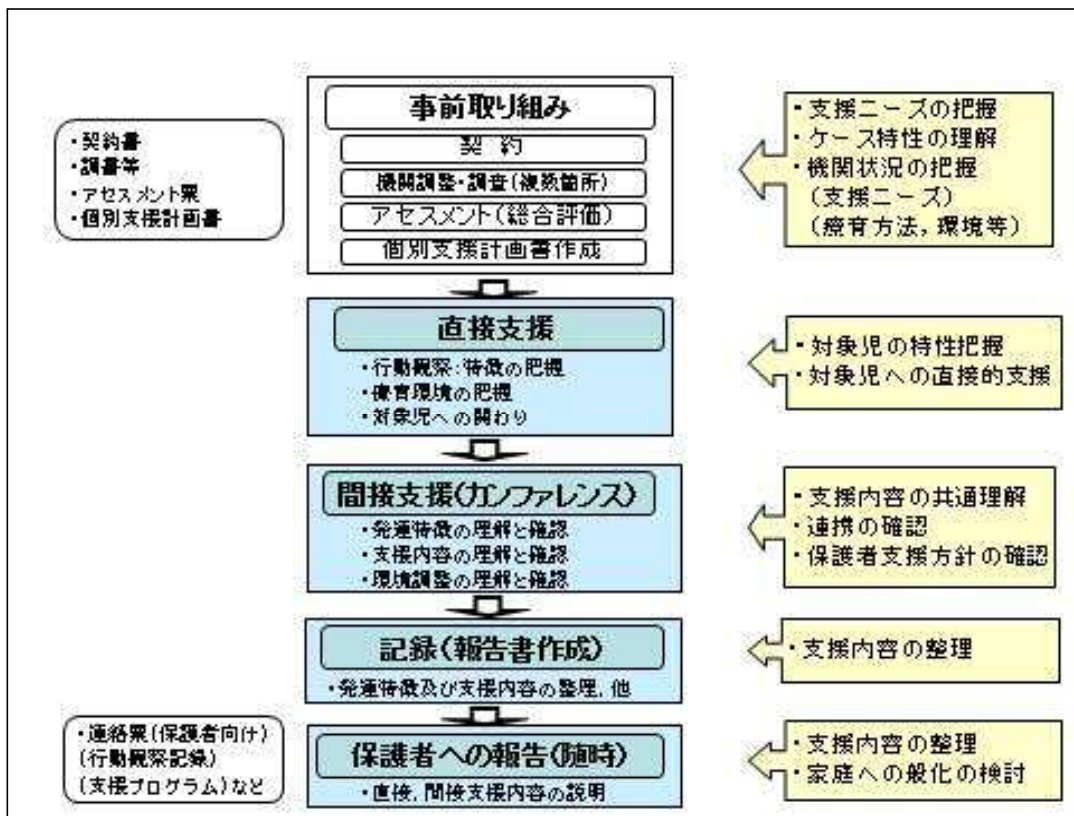 事前取り組み
契 約
機関調整・調査(複数箇所)
アセスメント(総合評価)
個別支援計画書作成
・契約書
・調書等
・アセスメント票
・個別支援計画書
・支援ニーズの把握
・ケース特性の理解
・機関状況の把握
(支援ニーズ)
(療育方法,環境等)
直接支援
・行動観察:特徴の把握
・療育環境の把握
・対象児への関わり
・対象児の特性把握
・対象児への直接的支援
間接支援(カンファレンス)
・発達特徴の理解と確認
・支援内容の理解と確認
・環境調整の理解と確認
・支援内容の共通理解
・連携の確認
・保護者支援方針の確認
記録(報告書作成)
・発達特徴及び支援内容の整理,他
・支援内容の整理
保護者への報告(随時)
・直接,間接支援内容の説明
・連絡票(保護者向け)
(行動観察記録)
(支援プログラム)など
・支援内容の整理
・家庭への般化の検討